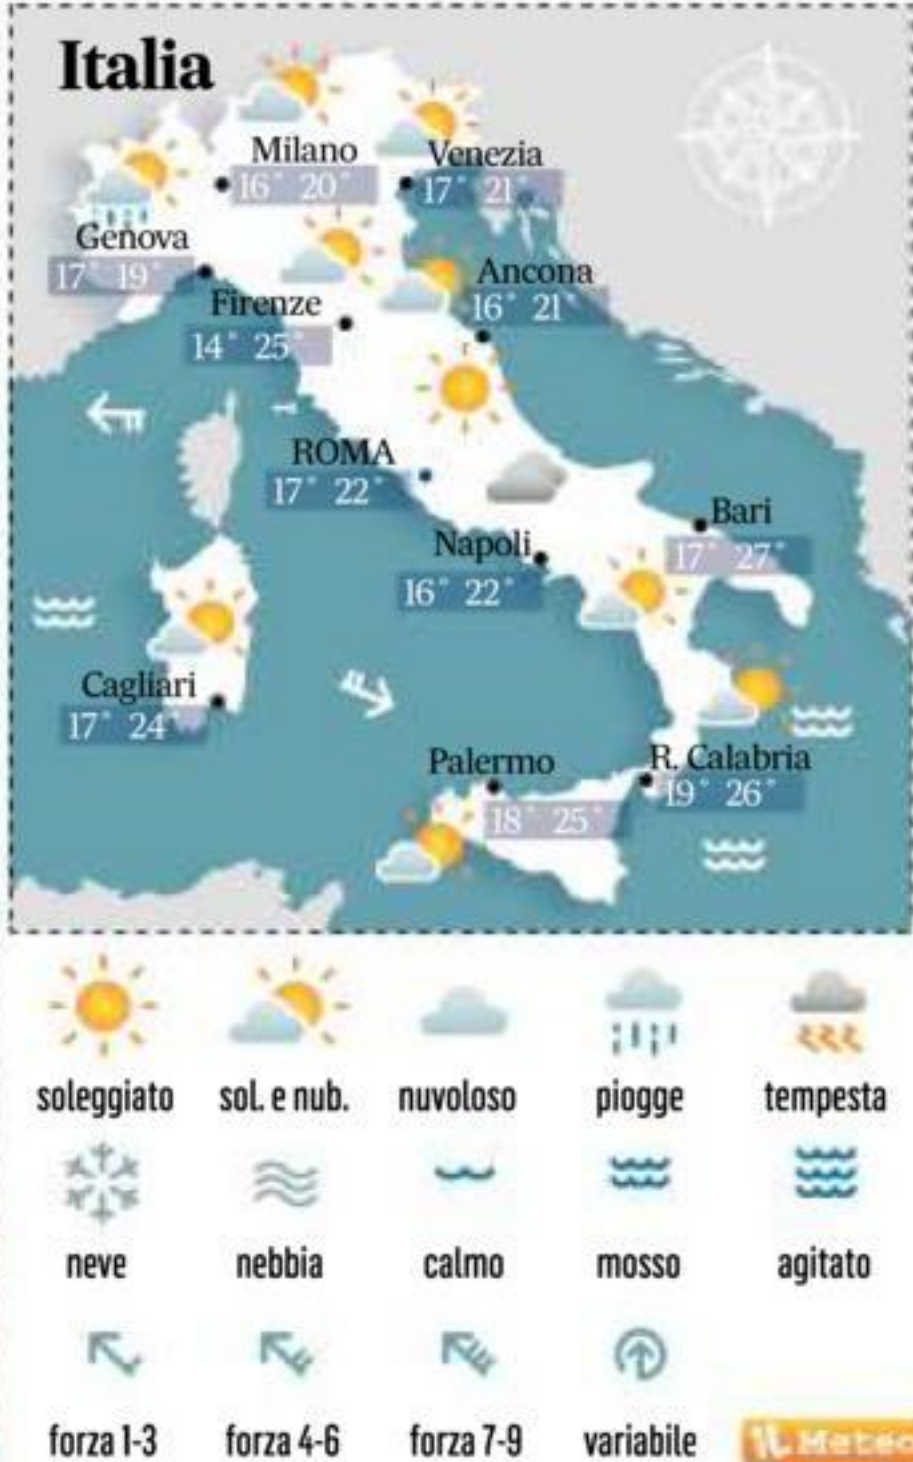 Italia
Milano
16° 20°
Venezia
17° 21°
Genova
17° 19°
Ancona
16° 21°
Firenze
14° 25°
ROMA
17° 22°
Bari
17° 27°
Napoli
16° 22°
Cagliari
17° 24°
Palermo
18° 25°
R. Calabria
19° 26°
soleggiato sol. e nub. nuvoloso piogge tempesta
neve nebbia calmo mosso agitato
forza 1-3 forza 4-6 forza 7-9 variabile
iL Meteo